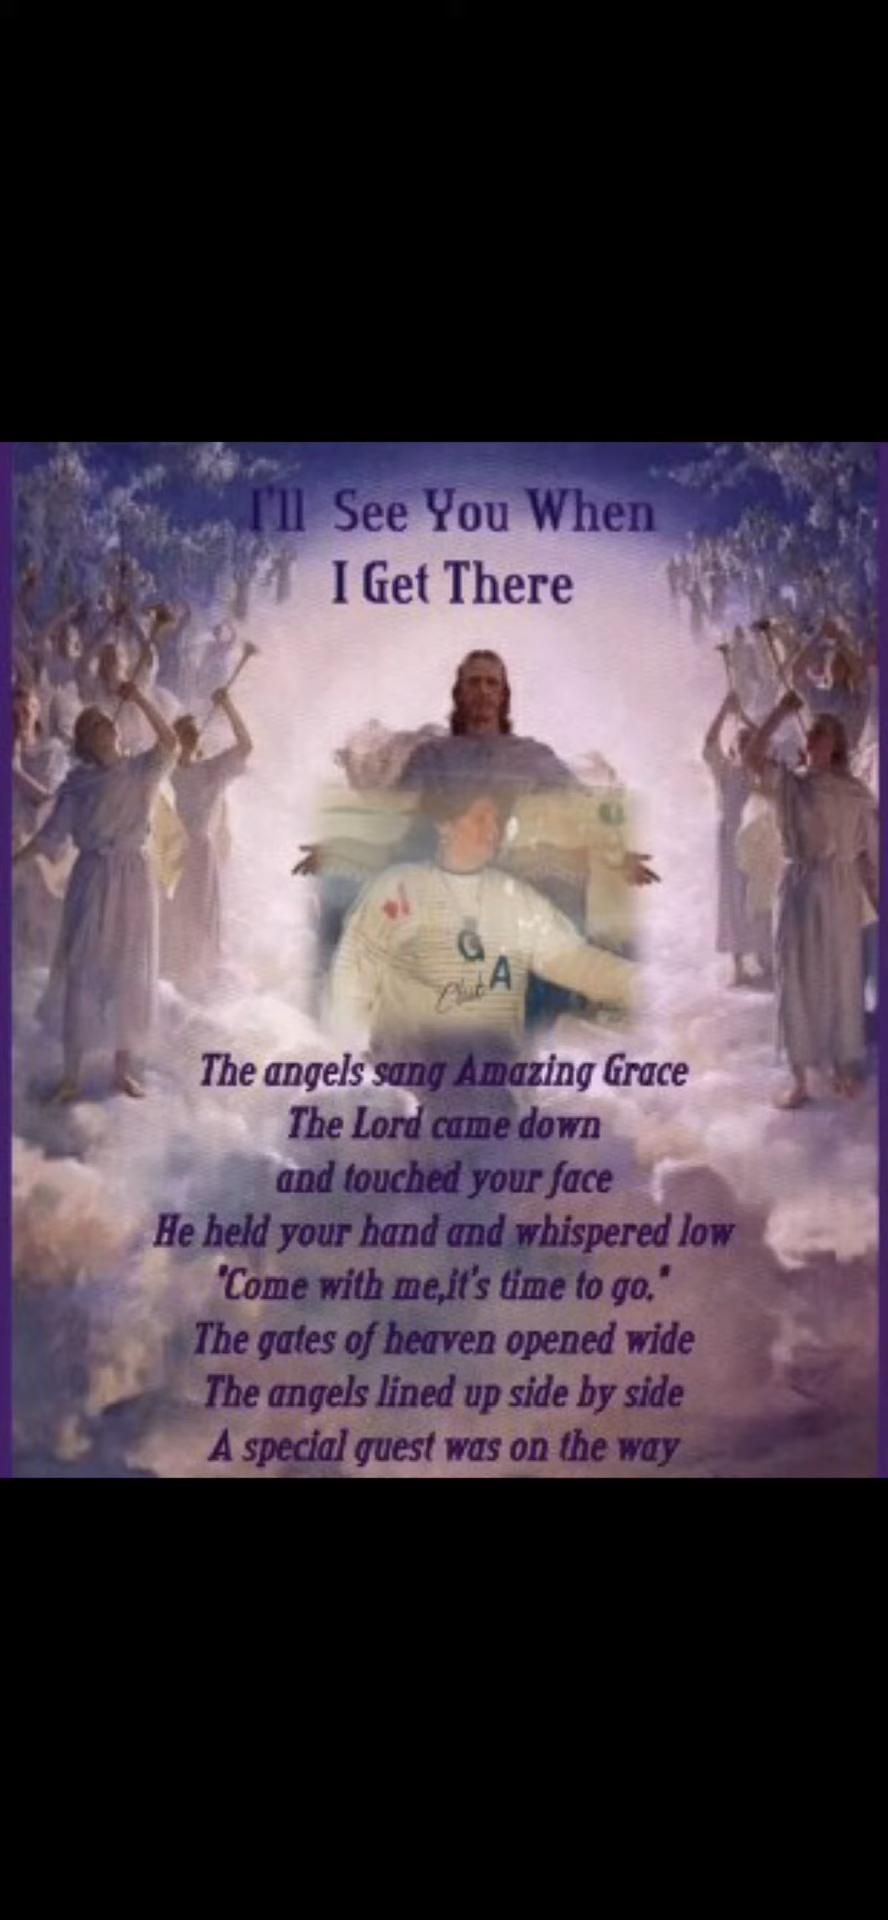 I'll See You When
I Get There
G
A
Club
The angels sang Amazing Grace
The Lord came down
and touched your face
He held your hand and whispered low
"Come with me,it's time to go."
The gates of heaven opened wide
The angels lined up side by side
A special guest was on the way